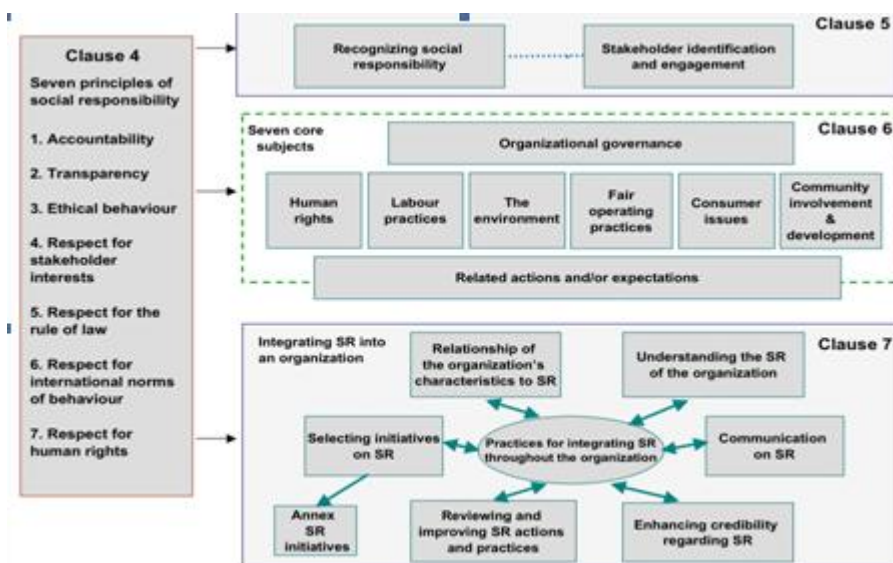 Clause 4
Seven principles of
social responsibility
1. Accountability
2. Transparency
3. Ethical behaviour
4. Respect for
stakeholder
interests
5. Respect for the
rule of law
6. Respect for
international norms
of behaviour
7. Respect for
human rights
Clause 5
Recognizing social
responsibility
Stakeholder identification
and engagement
Clause 6
Seven core
subjects
Organizational governance
Human
rights
Labour
practices
The
environment
Fair
operating
practices
Consumer
issues
Community
involvement
&
development
Related actions and/or expectations
Clause 7
Integrating SR into
an organization
Relationship of
the organization's
characteristics to SR
Understanding the SR
of the organization
Selecting initiatives
on SR
Practices for integrating SR
throughout the organization
Communication
on SR
Annex
SR
initiatives
Reviewing and
improving SR actions
and practices
Enhancing credibility
regarding SR